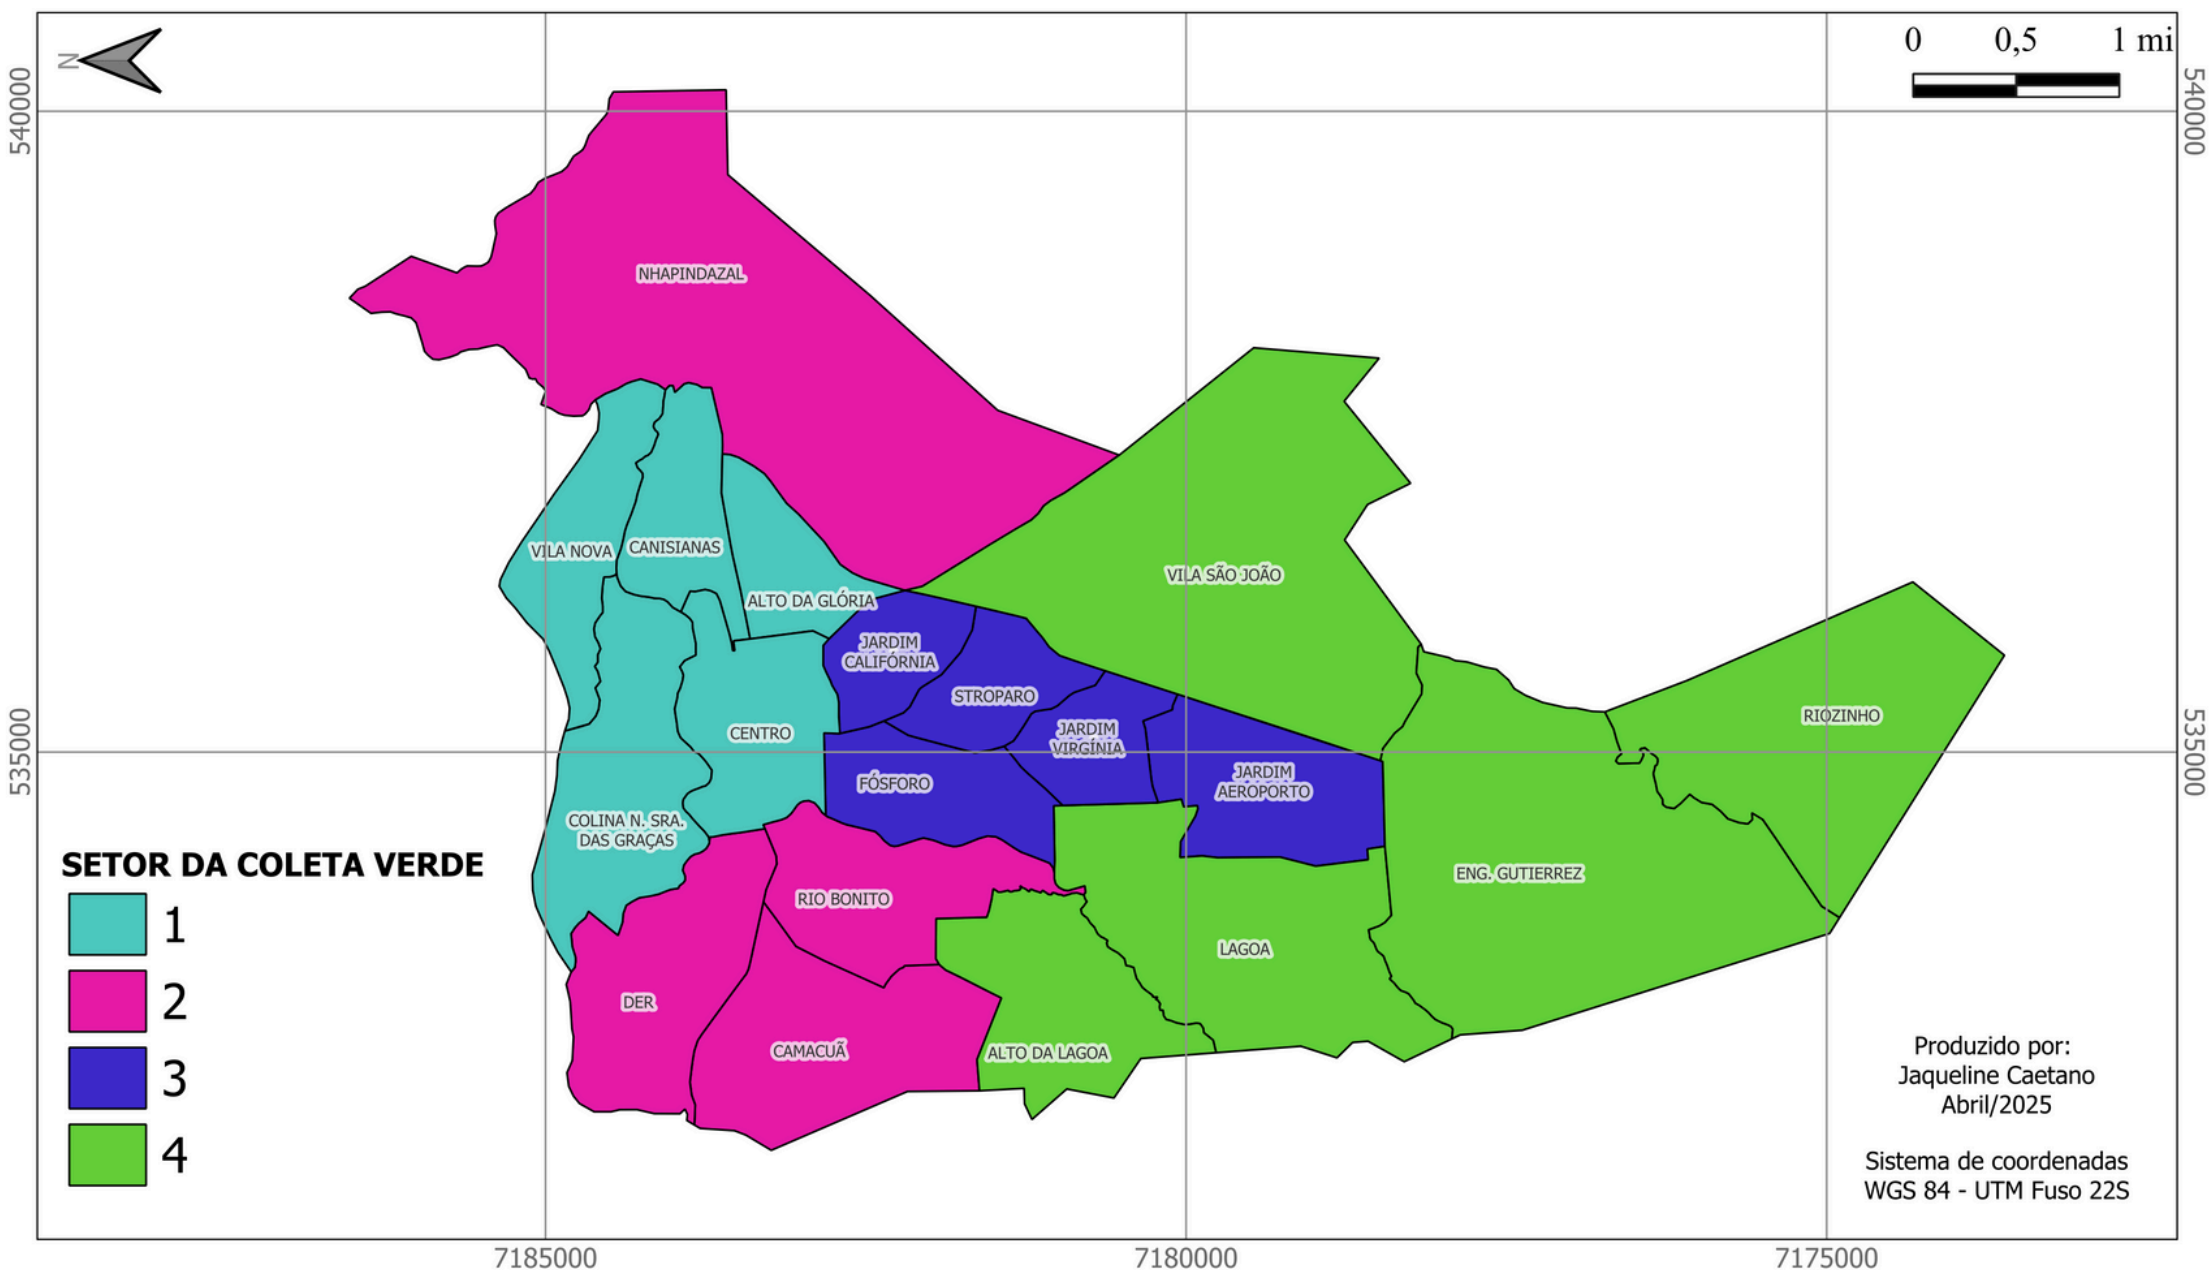 N
0 0,5 1 mi
540000
540000
NHAPINDAZAL
VILA NOVA
CANISIANAS
VILA SÃO JOÃO
ALTO DA GLÓRIA
JARDIM
CALIFÓRNIA
STROPARO
RIOZINHO
CENTRO
JARDIM
VIRGÍNIA
535000
535000
FÓSFORO
JARDIM
AEROPORTO
COLINA N. SRA.
DAS GRAÇAS
ENG. GUTIERREZ
RIO BONITO
LAGOA
DER
CAMACUÃ
ALTO DA LAGOA
SETOR DA COLETA VERDE
1
2
3
4
Produzido por:
Jaqueline Caetano
Abril/2025
Sistema de coordenadas
WGS 84 - UTM Fuso 22S
7185000
7180000
7175000